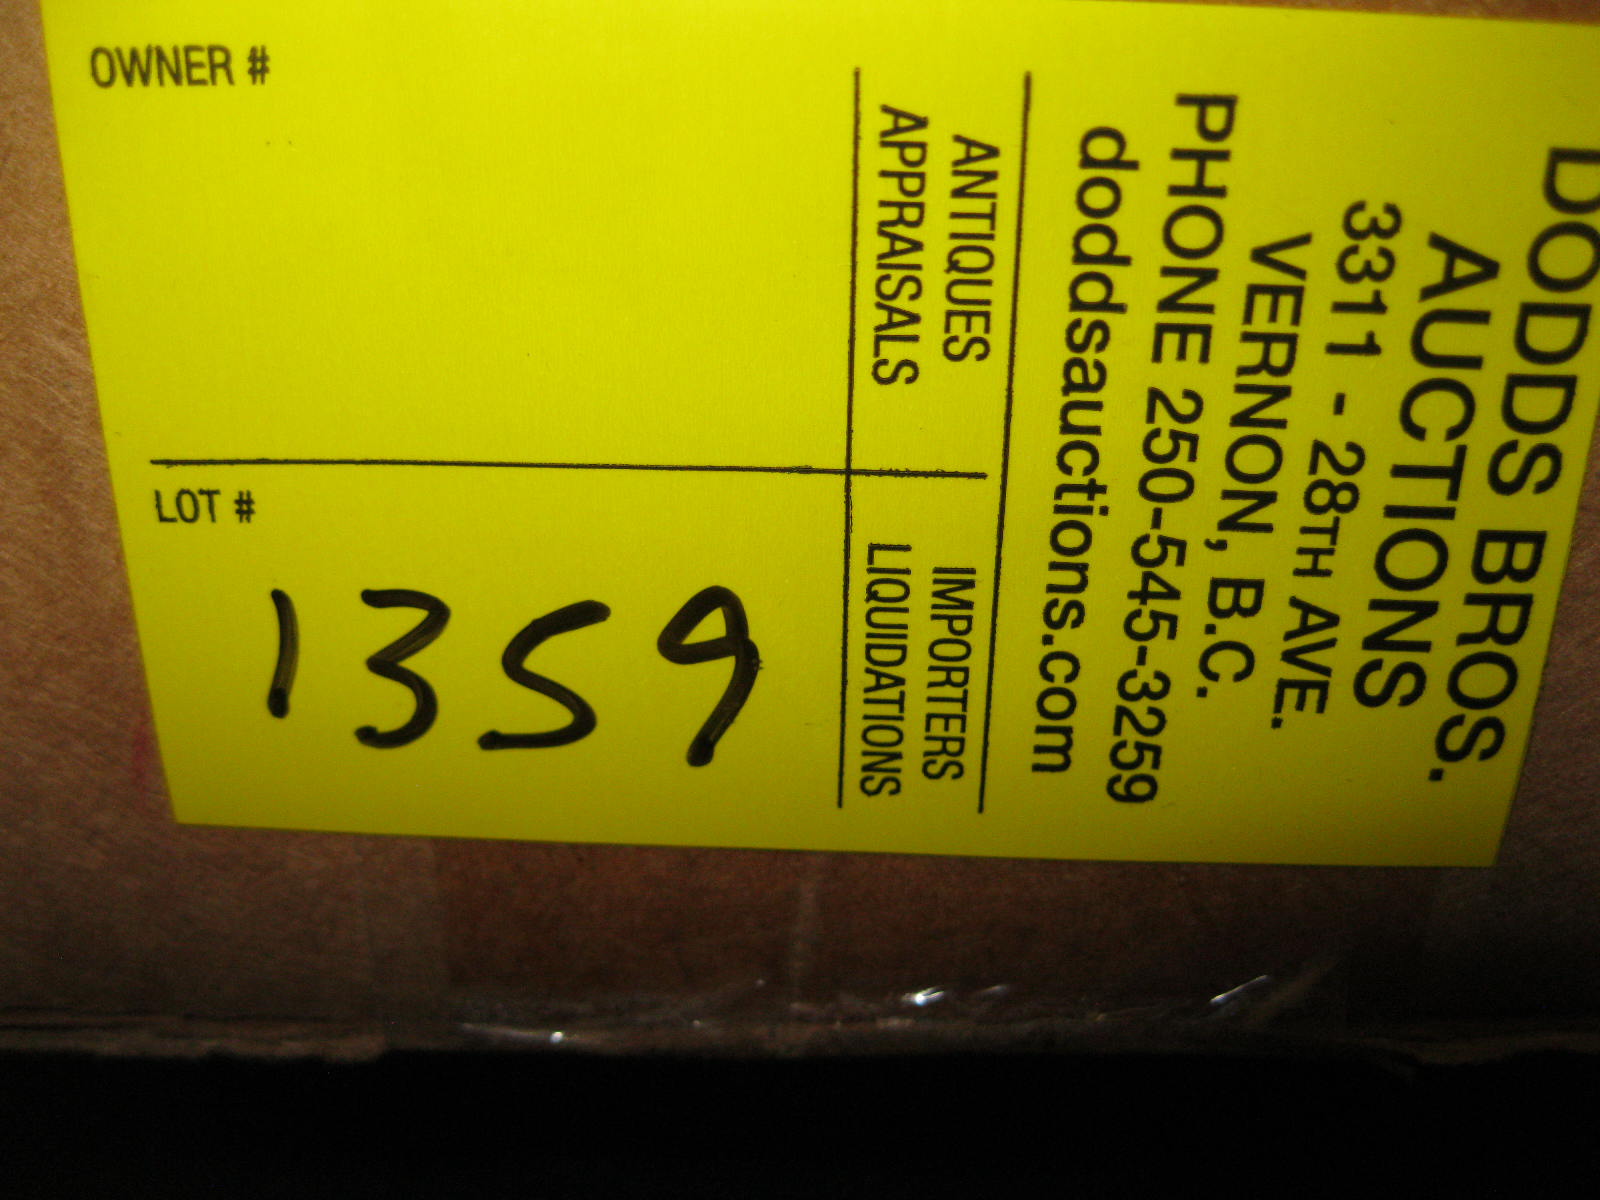 DODDS BROS.
AUCTIONS
3311 - 28TH AVE.
VERNON, B.C.
PHONE 250-545-3259
doddsauctions.com
ANTIQUES
APPRAISALS
IMPORTERS
LIQUIDATIONS
OWNER #
LOT #
1359